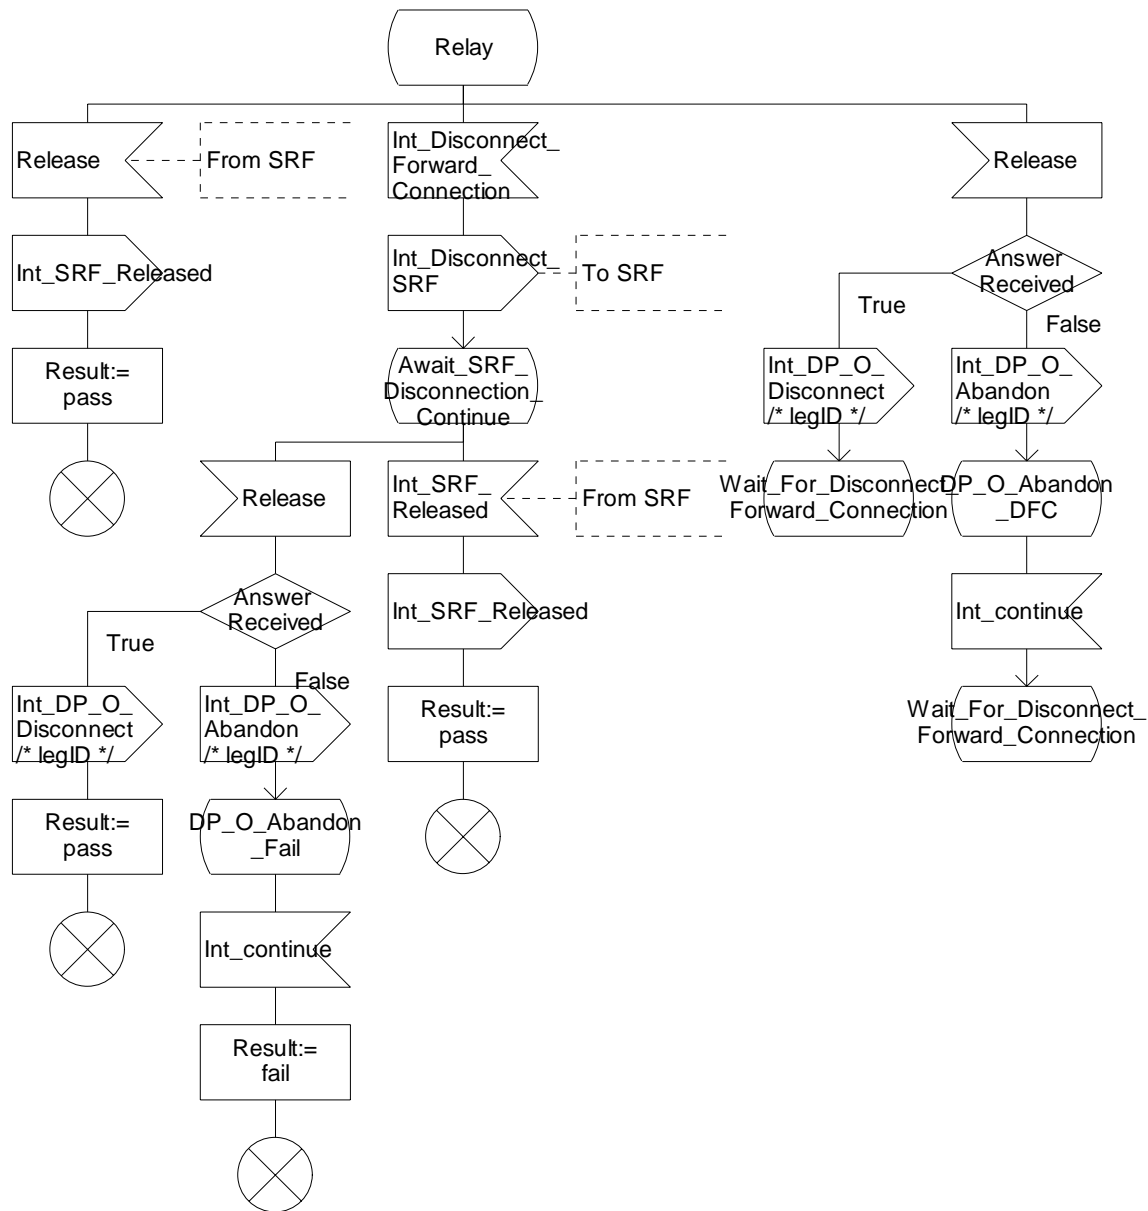 Relay
Release
From SRF
Int_Disconnect_
Forward_
Connection
Release
Int_SRF_Released
Int_Disconnect_
SRF
To SRF
Answer
Received
True
False
Result:=
pass
Await_SRF_
Disconnection_
Continue
Int_DP_O_
Disconnect
/* legID */
Int_DP_O_
Abandon
/* legID */
Release
Int_SRF_
Released
From SRF
Wait_For_Disconnect_
Forward_Connection
DP_O_Abandon
_DFC
Answer
Received
True
False
Int_SRF_Released
Int_continue
Int_DP_O_
Disconnect
/* legID */
Int_DP_O_
Abandon
/* legID */
Result:=
pass
Wait_For_Disconnect_
Forward_Connection
Result:=
pass
DP_O_Abandon
_Fail
Int_continue
Result:=
fail